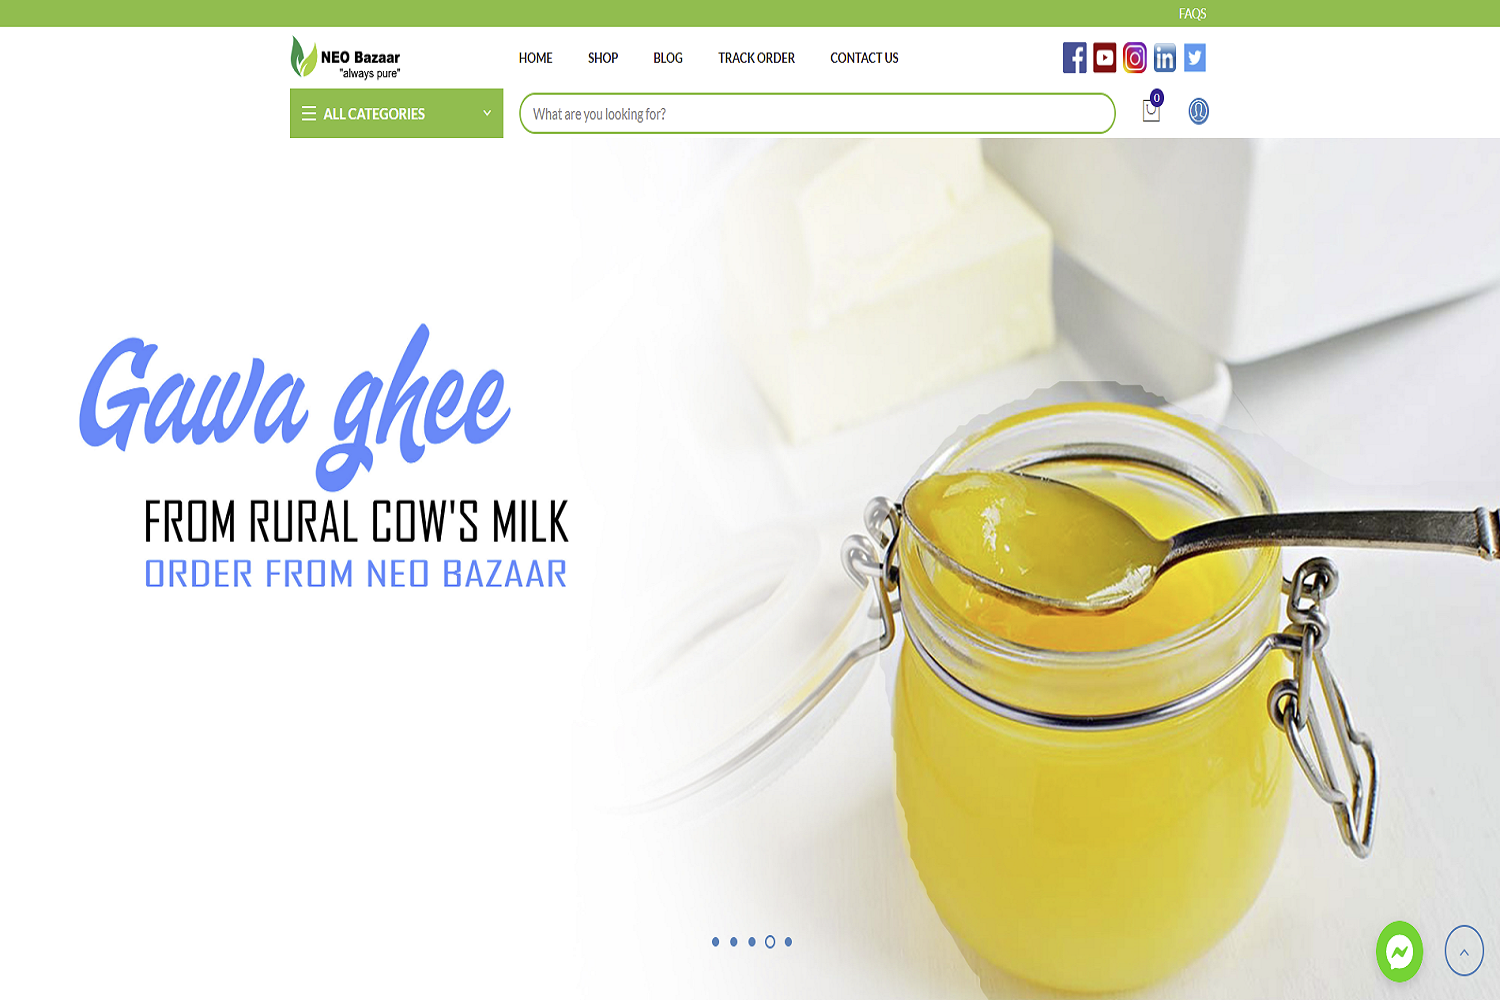 FAQS
NEO Bazaar
"always pure"
HOME
SHOP
BLOG
TRACK ORDER
CONTACT US
ALL CATEGORIES
What are you looking for?
0
Gawa ghee
FROM RURAL COW'S MILK
ORDER FROM NEO BAZAAR